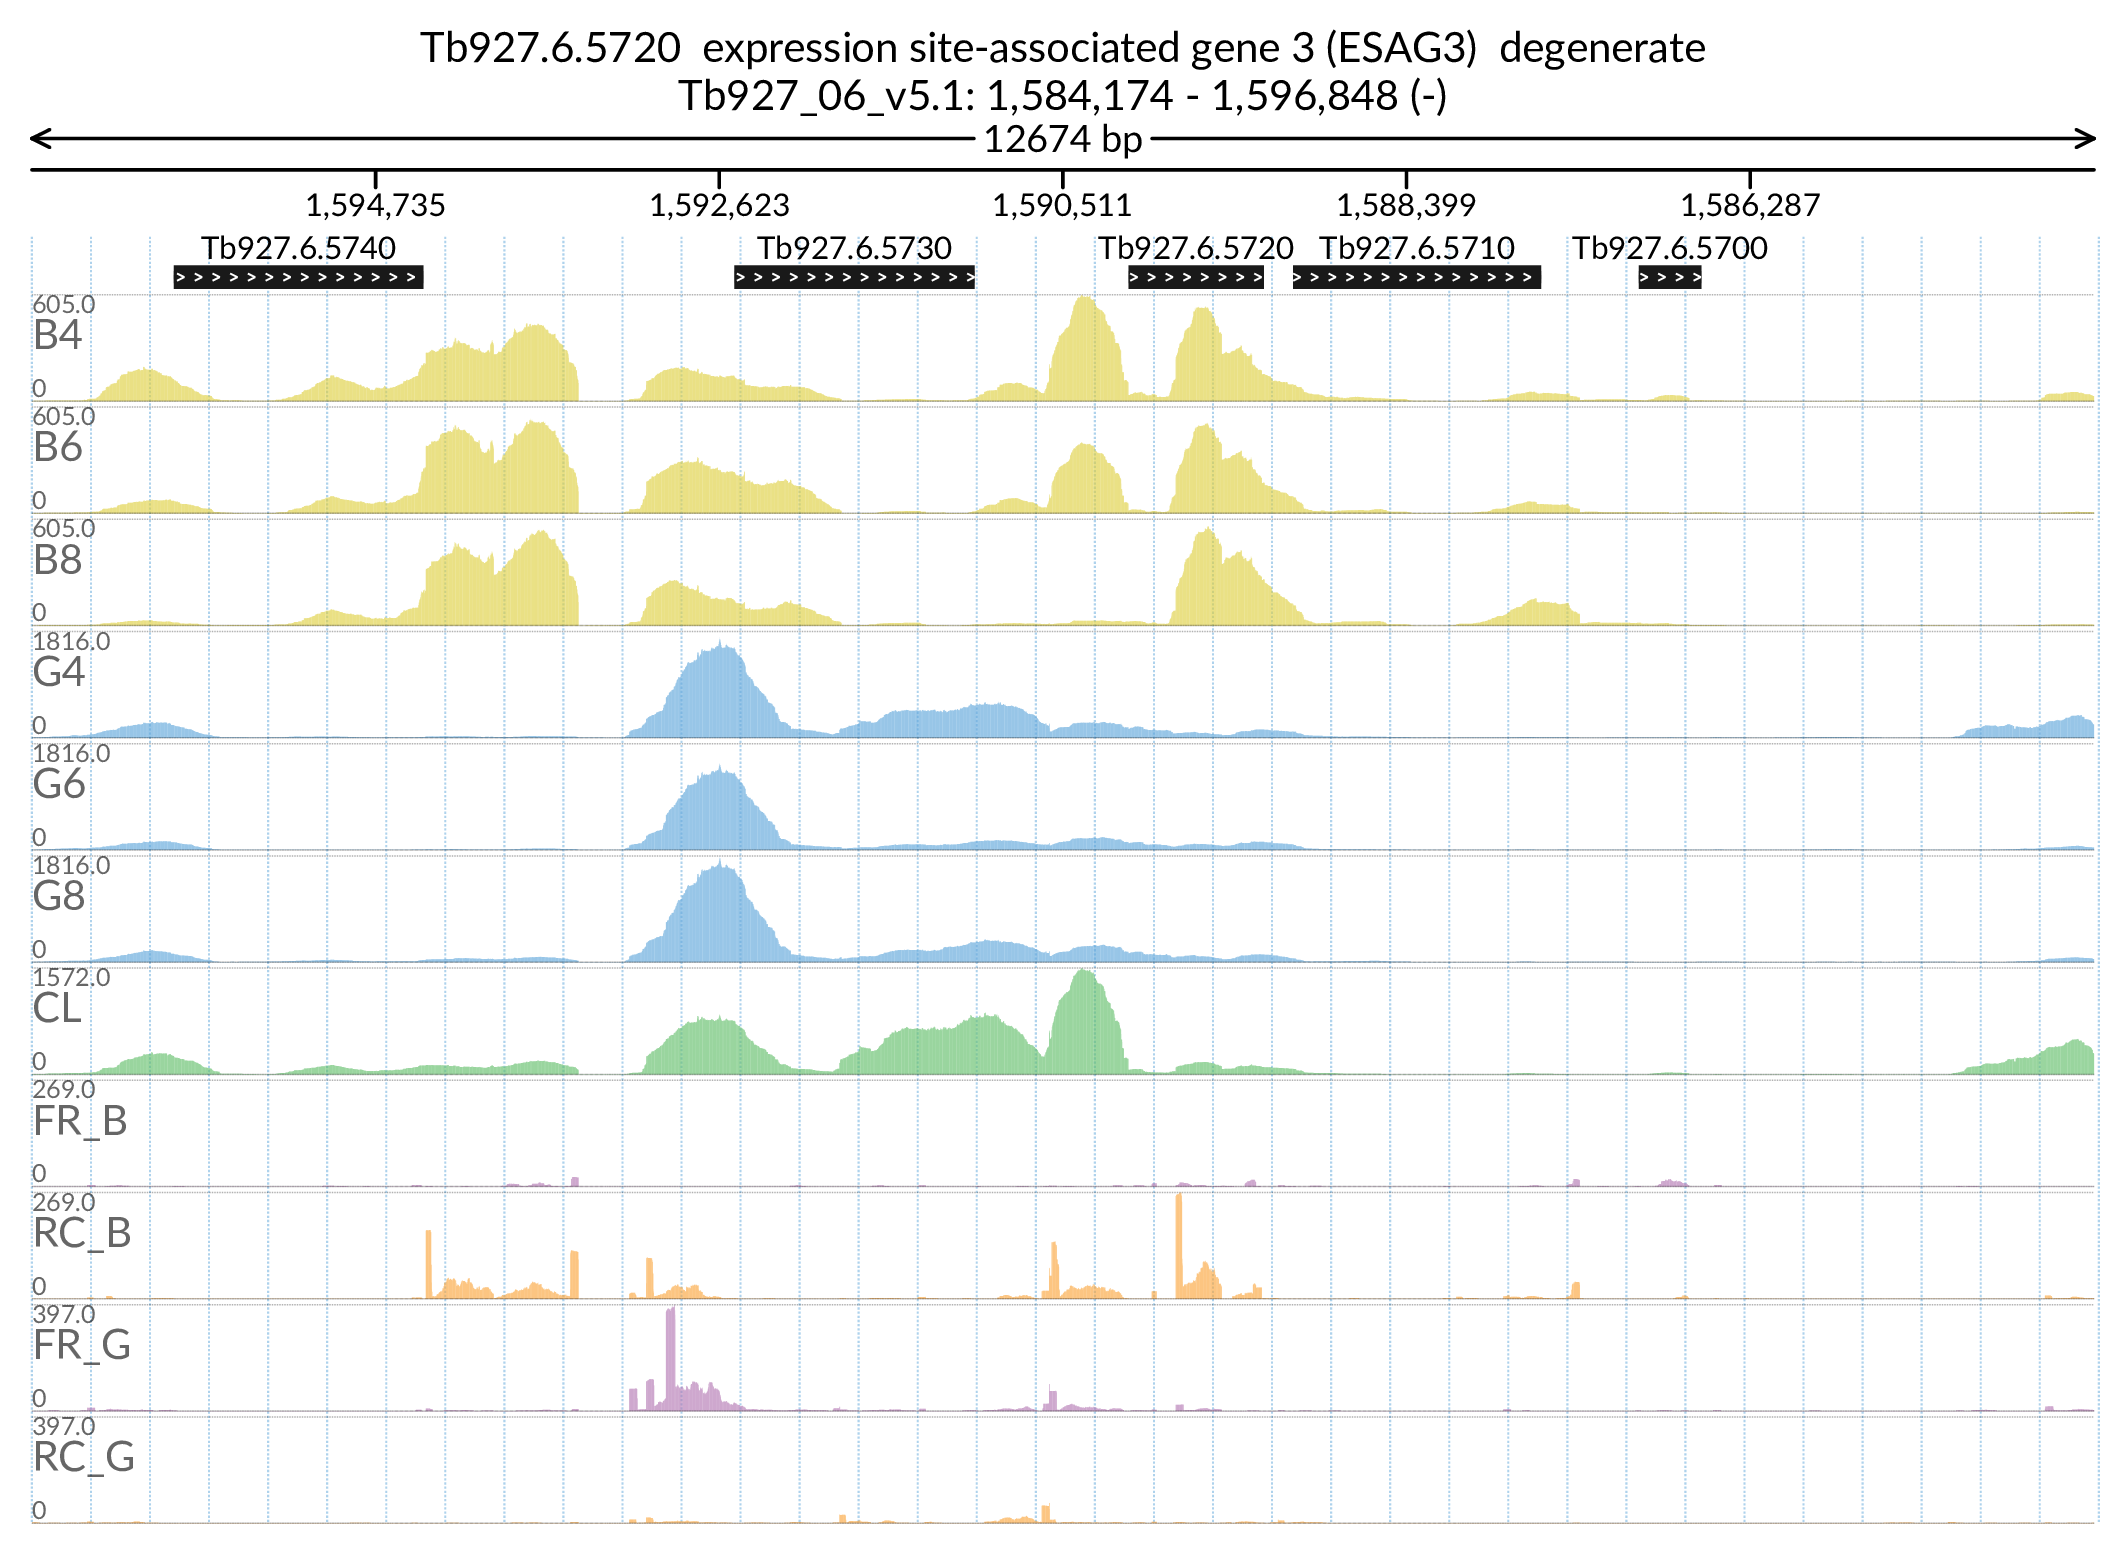 Tb927.6.5720 expression site-associated gene 3 (ESAG3) degenerate
Tb927_06_v5.1: 1,584,174 - 1,596,848 (-)
12674 bp
1,594,735 1,592,623 1,590,511 1,588,399 1,586,287
Tb927.6.5740 Tb927.6.5730 Tb927.6.5720 Tb927.6.5710 Tb927.6.5700
605.0
B4
0
605.0
B6
0
605.0
B8
0
1816.0
G4
0
1816.0
G6
0
1816.0
G8
0
1572.0
CL
0
269.0
FR_B
0
269.0
RC_B
0
397.0
FR_G
0
397.0
RC_G
0